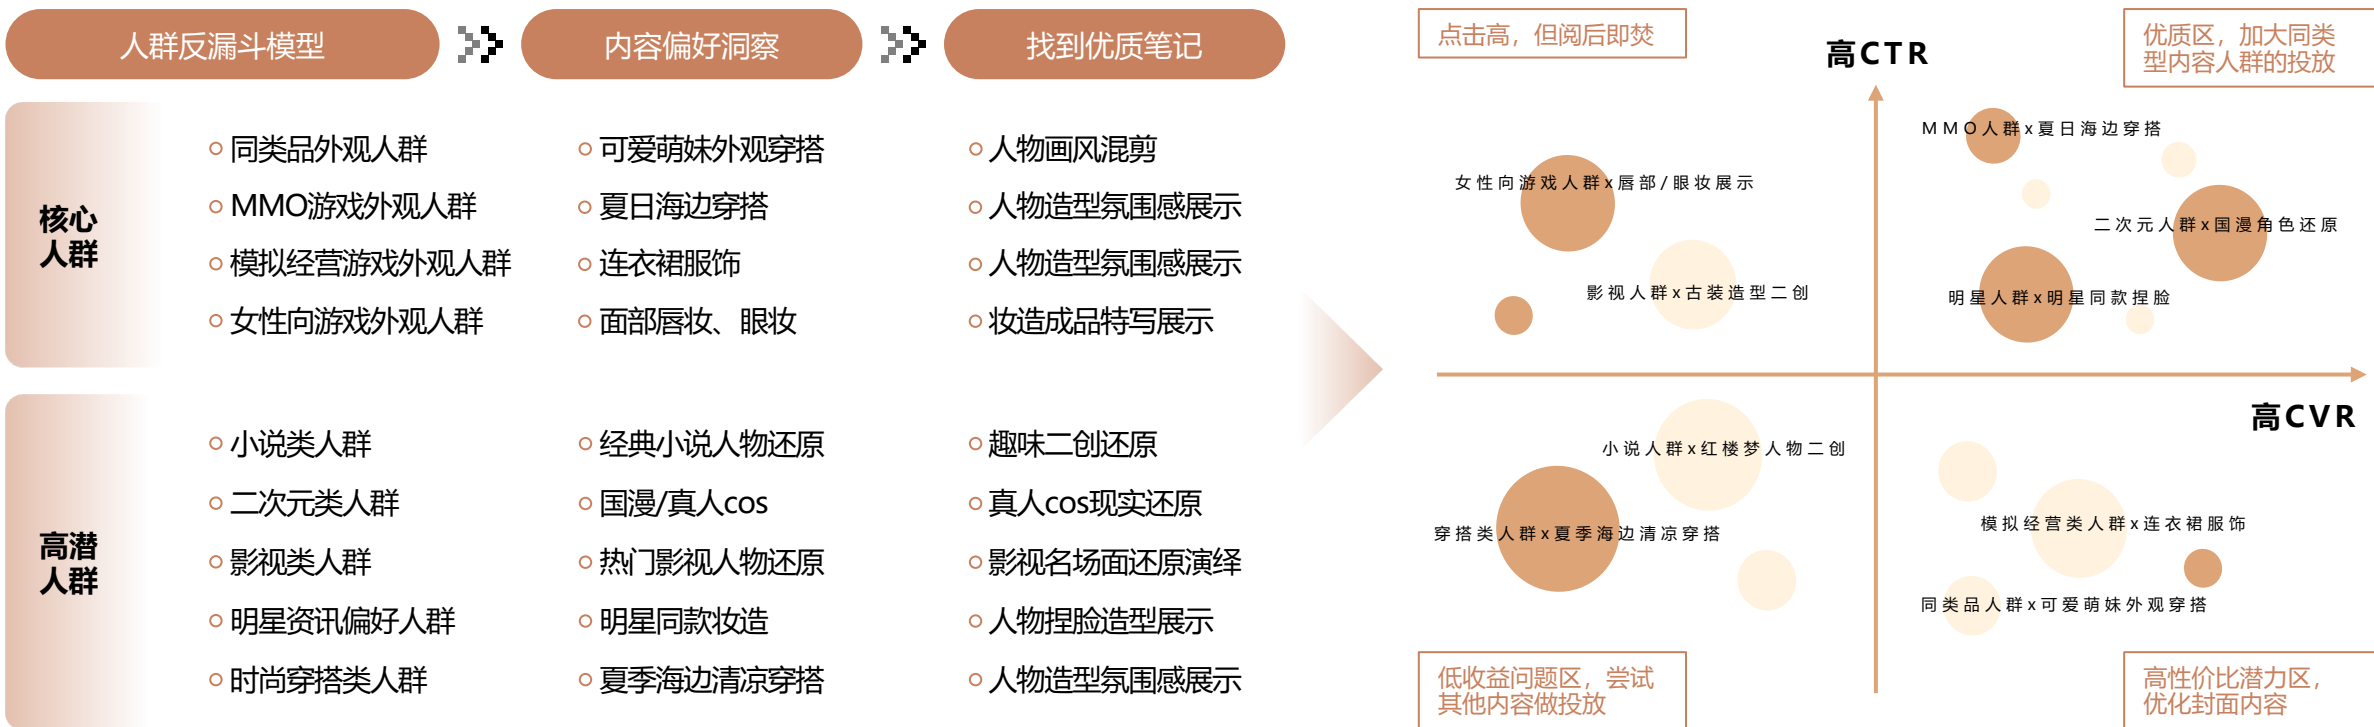 人群反漏斗模型
内容偏好洞察
找到优质笔记
核心
人群
同类品外观人群
可爱萌妹外观穿搭
人物画风混剪
MMO游戏外观人群
夏日海边穿搭
人物造型氛围感展示
模拟经营游戏外观人群
连衣裙服饰
人物造型氛围感展示
女性向游戏外观人群
面部唇妆、眼妆
妆造成品特写展示
高潜
人群
小说类人群
经典小说人物还原
趣味二创还原
二次元类人群
国漫/真人cos
真人cos现实还原
影视类人群
热门影视人物还原
影视名场面还原演绎
明星资讯偏好人群
明星同款妆造
人物捏脸造型展示
时尚穿搭类人群
夏季海边清凉穿搭
人物造型氛围感展示
点击高，但阅后即焚
高CTR
优质区，加大同类
型内容人群的投放
MMO人群x夏日海边穿搭
女性向游戏人群x唇部/眼妆展示
二次元人群x国漫角色还原
影视人群x古装造型二创
明星人群x明星同款捏脸
高CVR
小说人群x红楼梦人物二创
穿搭类人群x夏季海边清凉穿搭
模拟经营类人群x连衣裙服饰
同类品人群x可爱萌妹外观穿搭
低收益问题区，尝试
其他内容做投放
高性价比潜力区，
优化封面内容